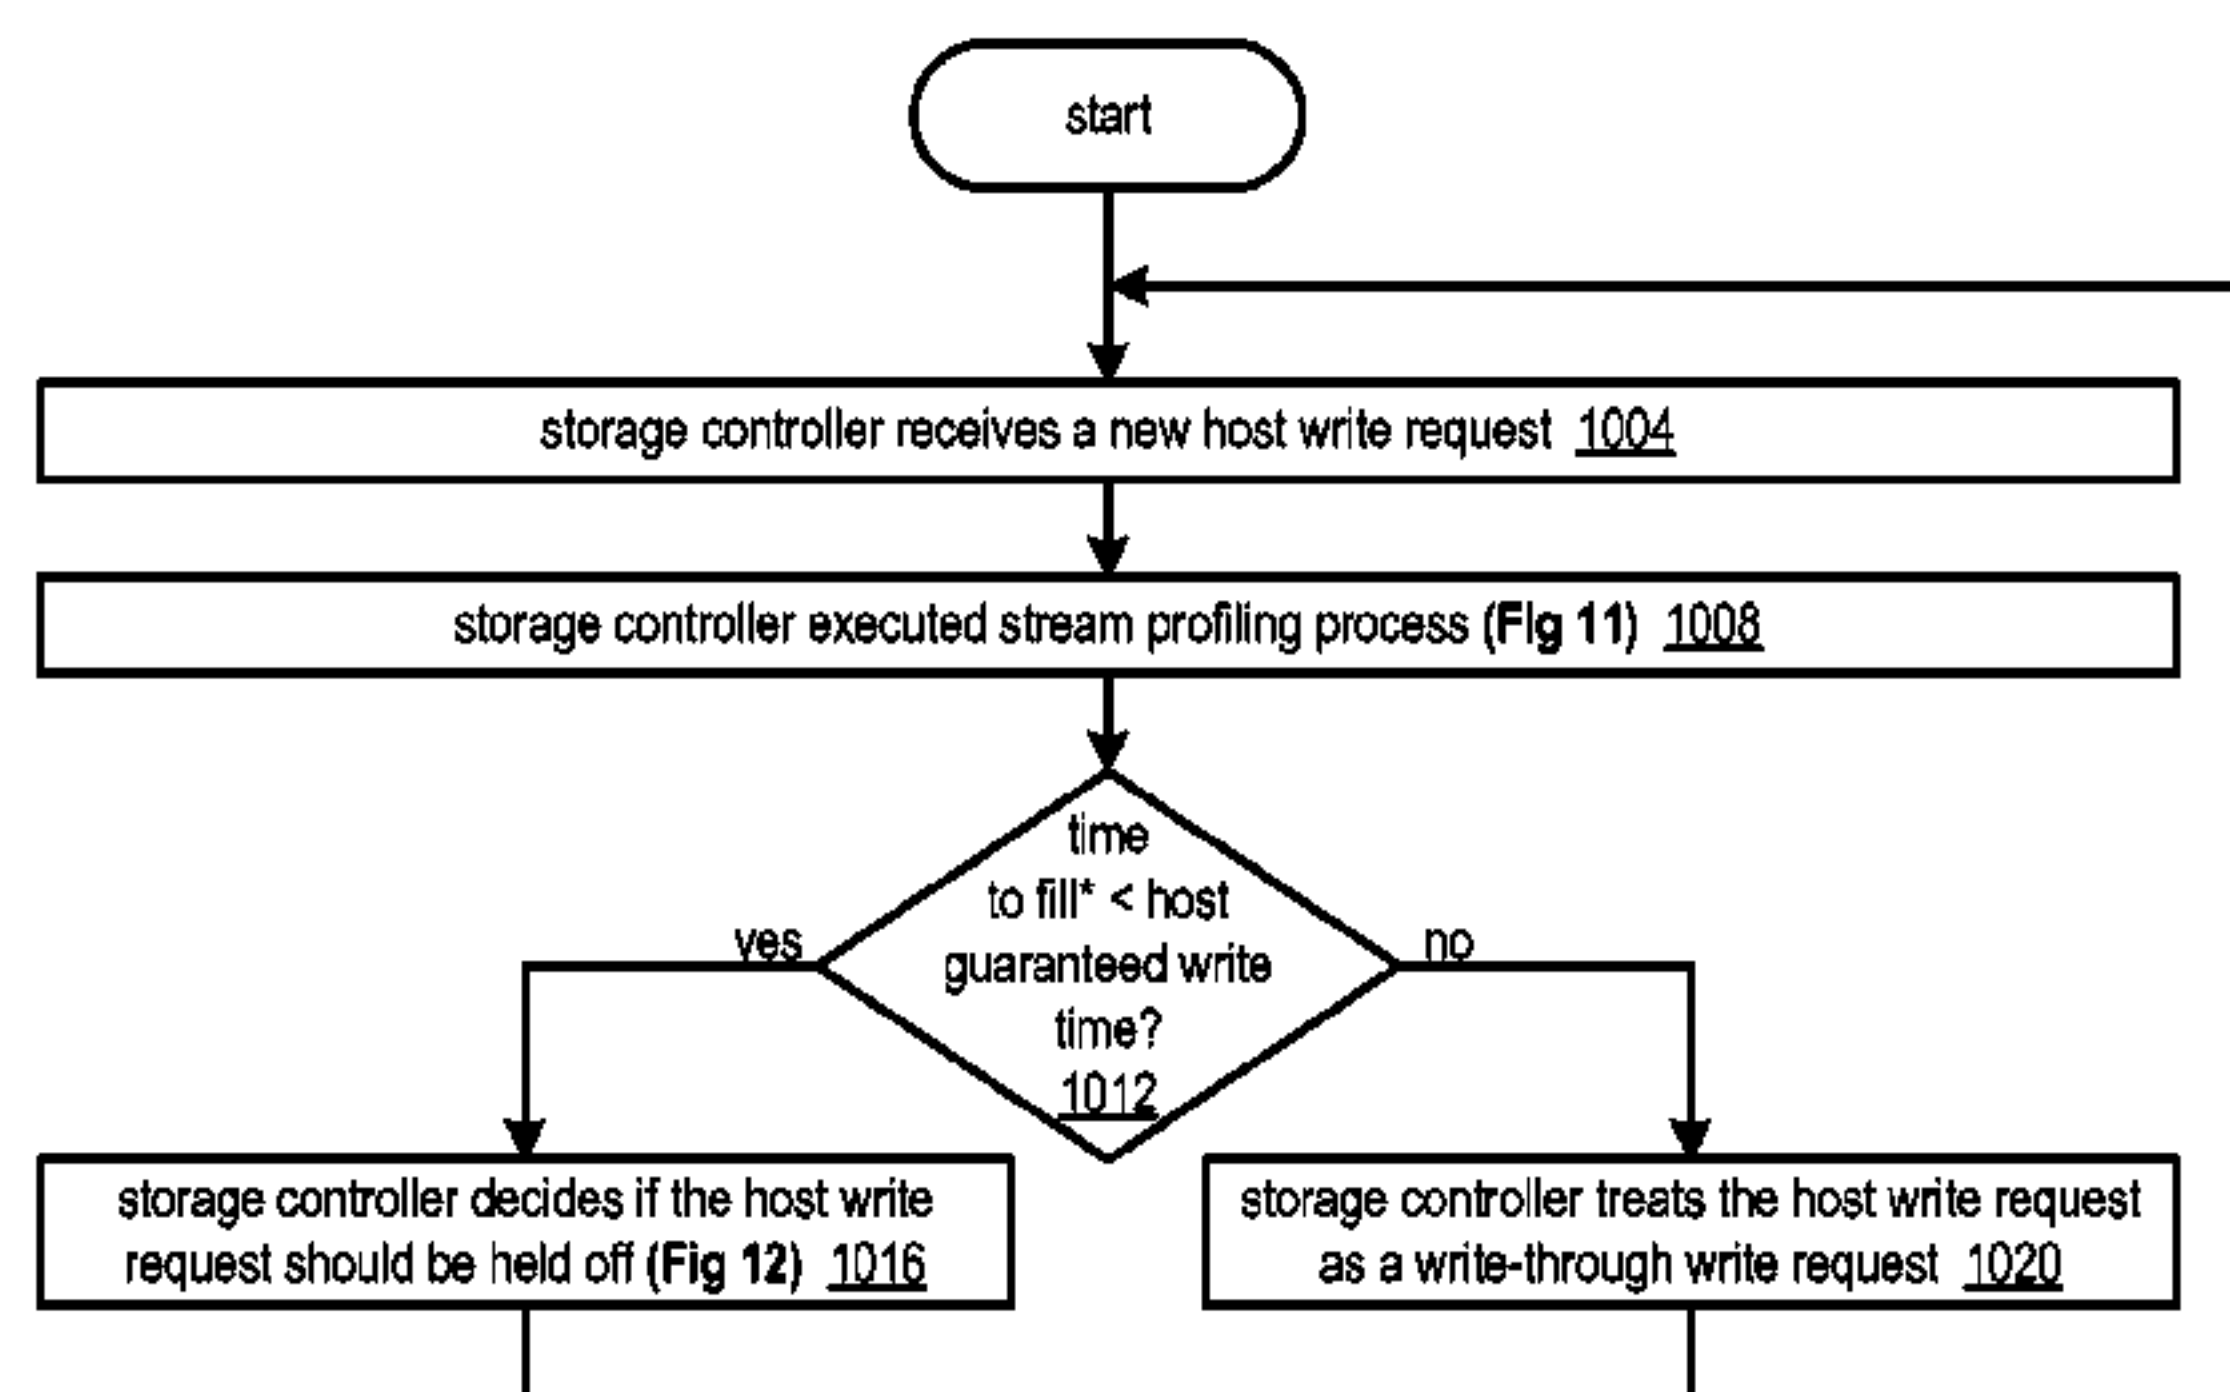 start
storage controller receives a new host write request 1004
storage controller executed stream profiling process (Fig 11) 1008
time
to fill* < host
guaranteed write
time?
1012
yes
no
storage controller decides if the host write
request should be held off (Fig 12) 1016
storage controller treats the host write request
as a write-through write request 1020